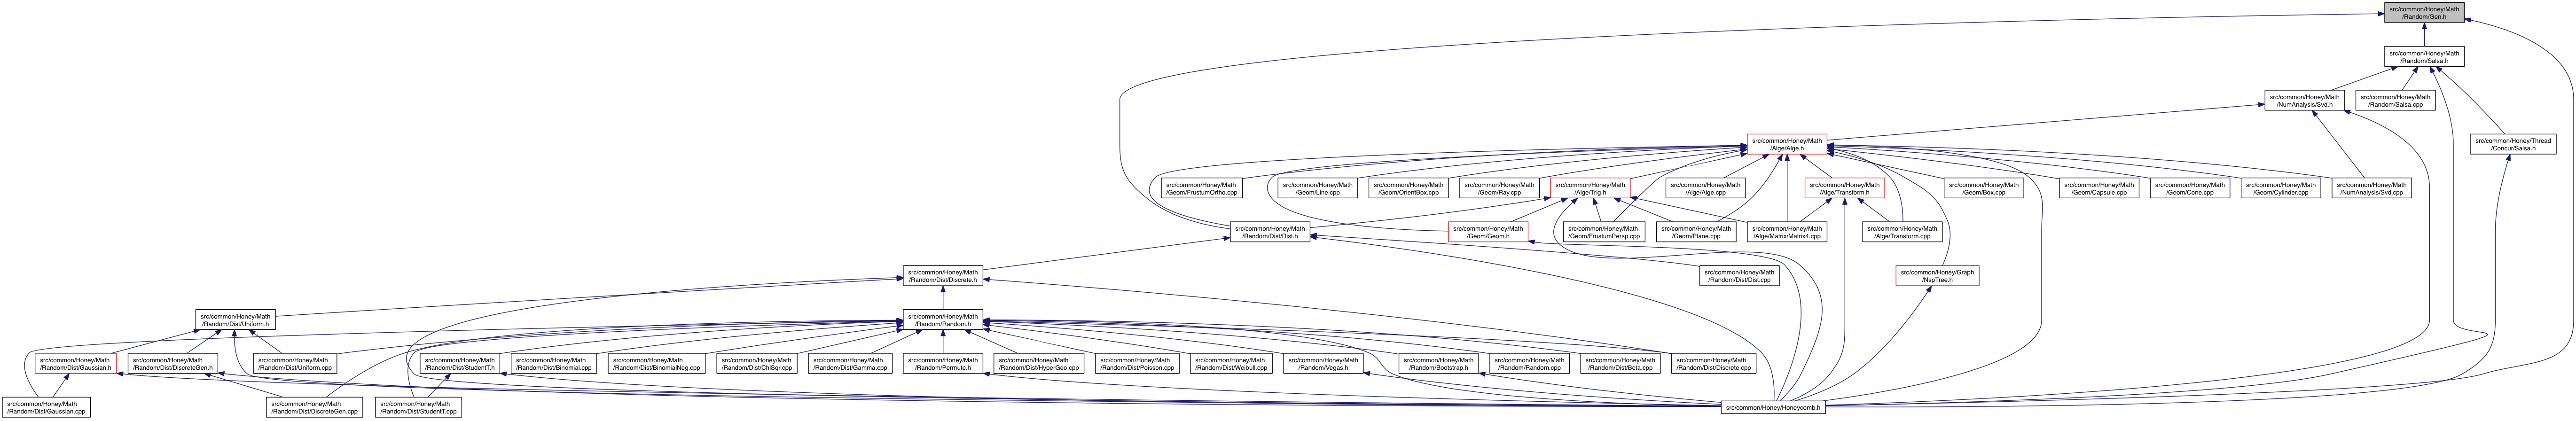 src/common/Honey/Math
/Random/Gen.h
src/common/Honey/Math
/Random/Salsa.h
src/common/Honey/Math
/NumAnalysis/Svd.h
src/common/Honey/Math
/Random/Salsa.cpp
src/common/Honey/Math
/Alge/Alge.h
src/common/Honey/Thread
/Concur/Salsa.h
src/common/Honey/Math
/Geom/FrustumOrtho.cpp
src/common/Honey/Math
/Geom/Line.cpp
src/common/Honey/Math
/Geom/OrientBox.cpp
src/common/Honey/Math
/Geom/Ray.cpp
src/common/Honey/Math
/Alge/Trig.h
src/common/Honey/Math
/Alge/Alge.cpp
src/common/Honey/Math
/Alge/Transform.h
src/common/Honey/Math
/Geom/Box.cpp
src/common/Honey/Math
/Geom/Capsule.cpp
src/common/Honey/Math
/Geom/Cone.cpp
src/common/Honey/Math
/Geom/Cylinder.cpp
src/common/Honey/Math
/NumAnalysis/Svd.cpp
src/common/Honey/Math
/Random/Dist/Dist.h
src/common/Honey/Math
/Geom/Geom.h
src/common/Honey/Math
/Geom/FrustumPersp.cpp
src/common/Honey/Math
/Geom/Plane.cpp
src/common/Honey/Math
/Alge/Matrix/Matrix4.cpp
src/common/Honey/Math
/Alge/Transform.cpp
src/common/Honey/Math
/Random/Dist/Discrete.h
src/common/Honey/Math
/Random/Dist/Dist.cpp
src/common/Honey/Graph
/NspTree.h
src/common/Honey/Math
/Random/Dist/Uniform.h
src/common/Honey/Math
/Random/Random.h
src/common/Honey/Math
/Random/Dist/Gaussian.h
src/common/Honey/Math
/Random/Dist/DiscreteGen.h
src/common/Honey/Math
/Random/Dist/Uniform.cpp
src/common/Honey/Math
/Random/Dist/StudentT.h
src/common/Honey/Math
/Random/Dist/Binomial.cpp
src/common/Honey/Math
/Random/Dist/BinomialNeg.cpp
src/common/Honey/Math
/Random/Dist/ChiSqr.cpp
src/common/Honey/Math
/Random/Dist/Gamma.cpp
src/common/Honey/Math
/Random/Permute.h
src/common/Honey/Math
/Random/Dist/HyperGeo.cpp
src/common/Honey/Math
/Random/Dist/Poisson.cpp
src/common/Honey/Math
/Random/Dist/Weibull.cpp
src/common/Honey/Math
/Random/Vegas.h
src/common/Honey/Math
/Random/Bootstrap.h
src/common/Honey/Math
/Random/Random.cpp
src/common/Honey/Math
/Random/Dist/Beta.cpp
src/common/Honey/Math
/Random/Dist/Discrete.cpp
src/common/Honey/Math
/Random/Dist/Gaussian.cpp
src/common/Honey/Math
/Random/Dist/DiscreteGen.cpp
src/common/Honey/Math
/Random/Dist/StudentT.cpp
src/common/Honey/Honeycomb.h